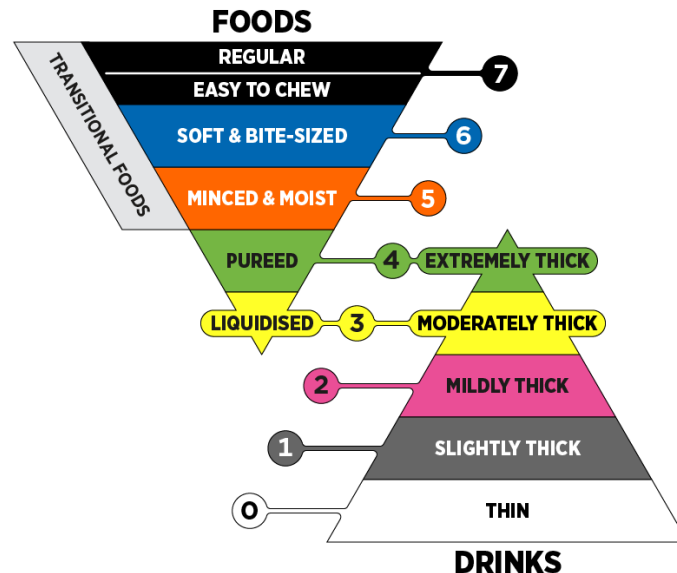 FOODS
REGULAR
EASY TO CHEW
7
TRANSITIONAL FOODS
SOFT & BITE-SIZED
6
MINCED & MOIST
5
PUREED
4
EXTREMELY THICK
LIQUIDISED
3
MODERATELY THICK
2
MILDLY THICK
1
SLIGHTLY THICK
0
THIN
DRINKS